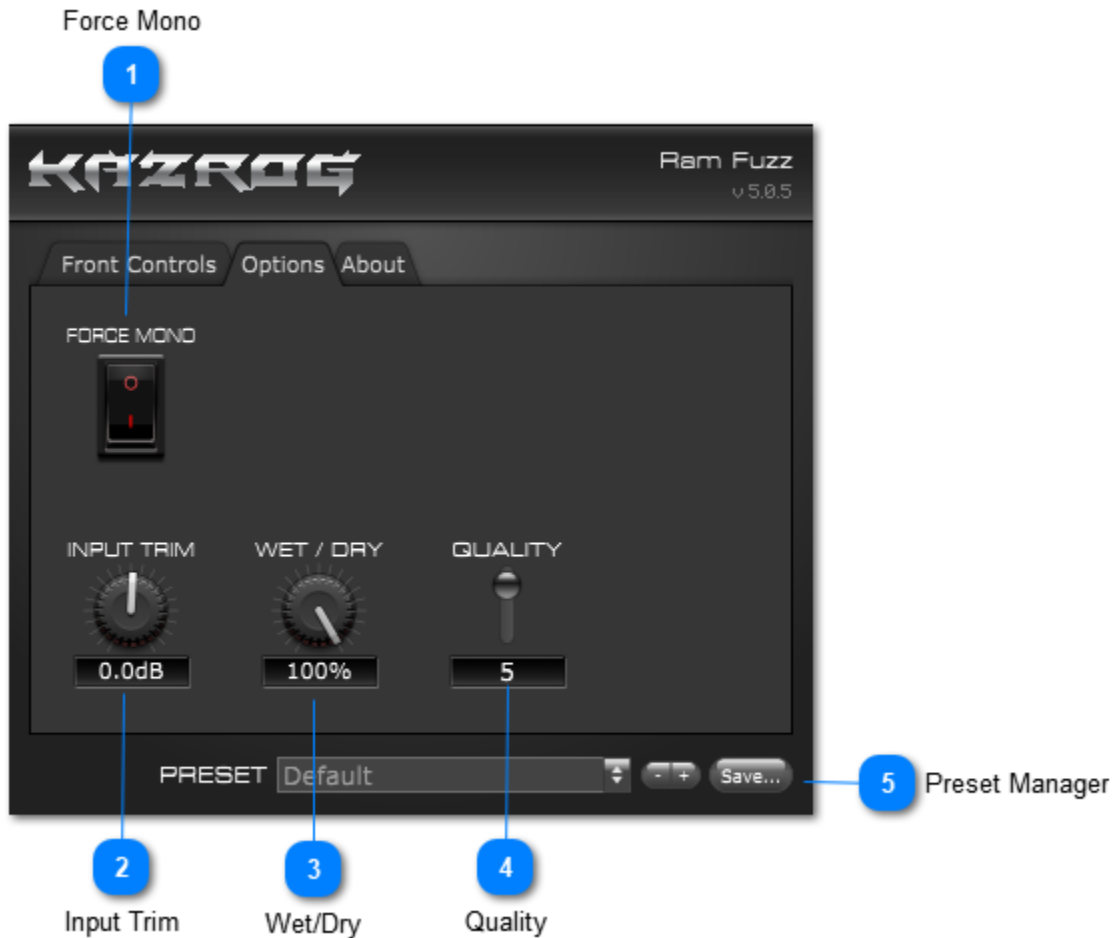 Force Mono
1
KAZROG
Ram Fuzz
v 5.0.5
Front Controls Options About
FORCE MONO
O
I
INPUT TRIM WET / DRY QUALITY
0.0dB 100% 5
PRESET Default - + Save...
5 Preset Manager
2 3 4
Input Trim Wet/Dry Quality